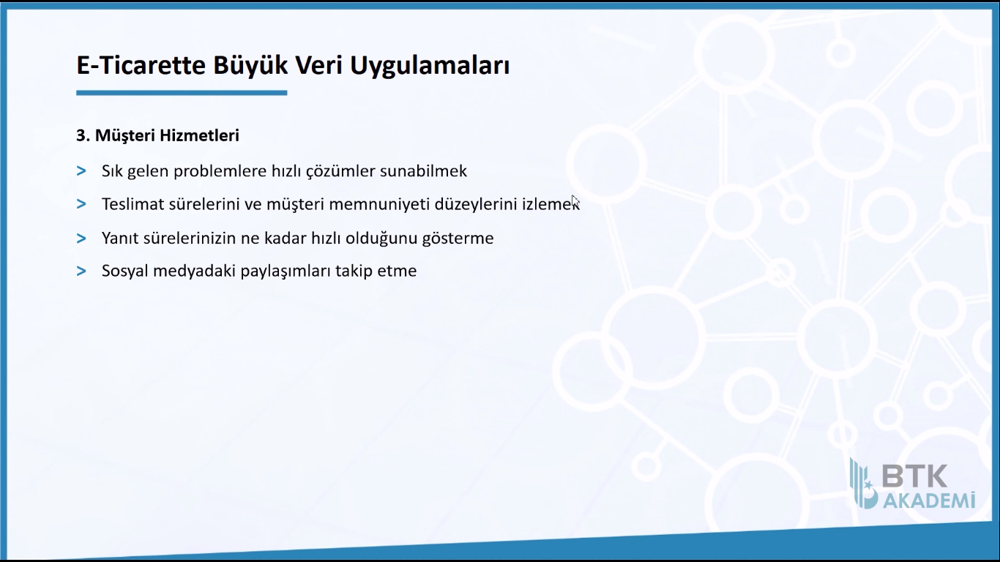 E-Ticarette Büyük Veri Uygulamaları
3. Müşteri Hizmetleri
> Sık gelen problemlere hızlı çözümler sunabilmek
> Teslimat sürelerini ve müşteri memnuniyeti düzeylerini izlemek
> Yanıt sürelerinizin ne kadar hızlı olduğunu gösterme
> Sosyal medyadaki paylaşımları takip etme
BTK
AKADEMİ